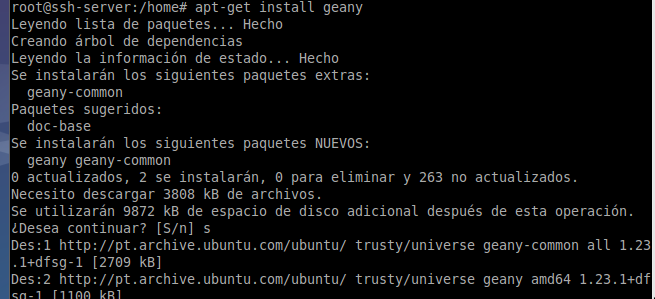 root@ssh-server:/home# apt-get install geany
Leyendo lista de paquetes... Hecho
Creando árbol de dependencias
Leyendo la información de estado... Hecho
Se instalarán los siguientes paquetes extras:
  geany-common
Paquetes sugeridos:
  doc-base
Se instalarán los siguientes paquetes NUEVOS:
  geany geany-common
0 actualizados, 2 se instalarán, 0 para eliminar y 263 no actualizados.
Necesito descargar 3808 kB de archivos.
Se utilizarán 9872 kB de espacio de disco adicional después de esta operación.
¿Desea continuar? [S/n] s
Des:1 http://pt.archive.ubuntu.com/ubuntu/ trusty/universe geany-common all 1.23
.1+dfsg-1 [2709 kB]
Des:2 http://pt.archive.ubuntu.com/ubuntu/ trusty/universe geany amd64 1.23.1+df
sg-1 [1100 kB]